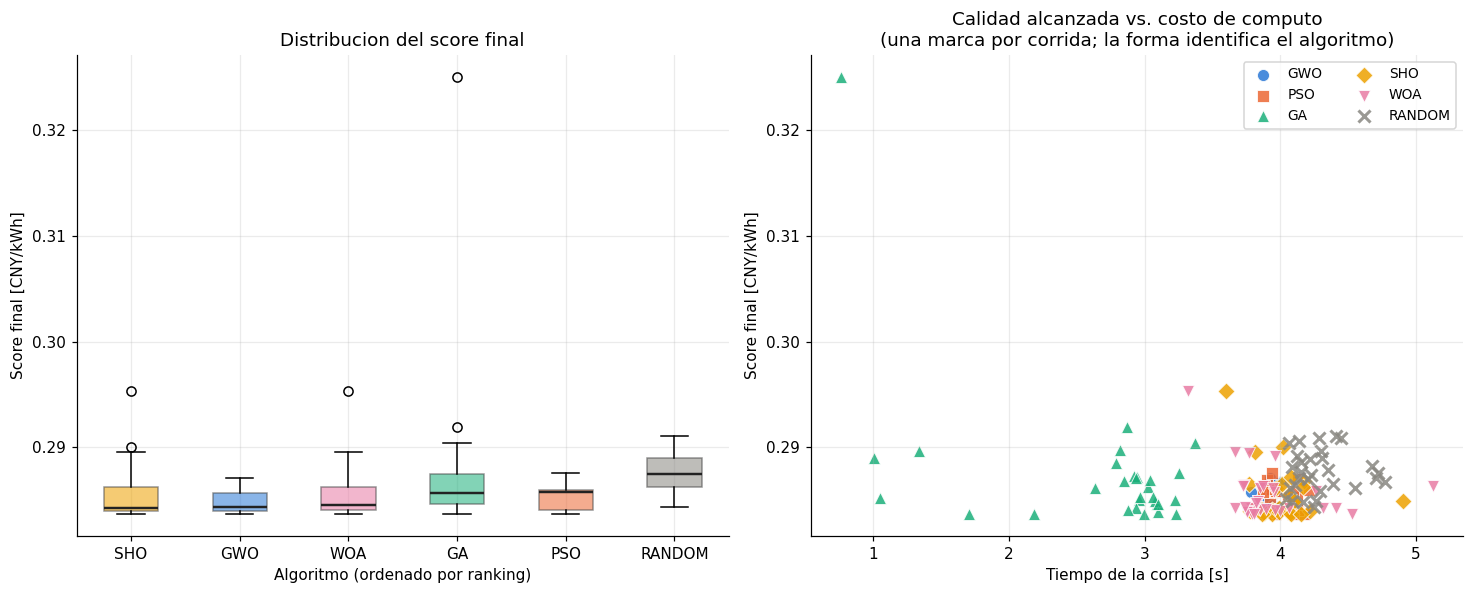 Distribucion del score final
Score final [CNY/kWh]
0.32
0.31
0.30
0.29
SHO
GWO
WOA
GA
PSO
RANDOM
Algoritmo (ordenado por ranking)
Calidad alcanzada vs. costo de computo
(una marca por corrida; la forma identifica el algoritmo)
GWO
PSO
GA
SHO
WOA
RANDOM
Score final [CNY/kWh]
0.32
0.31
0.30
0.29
1
2
3
4
5
Tiempo de la corrida [s]